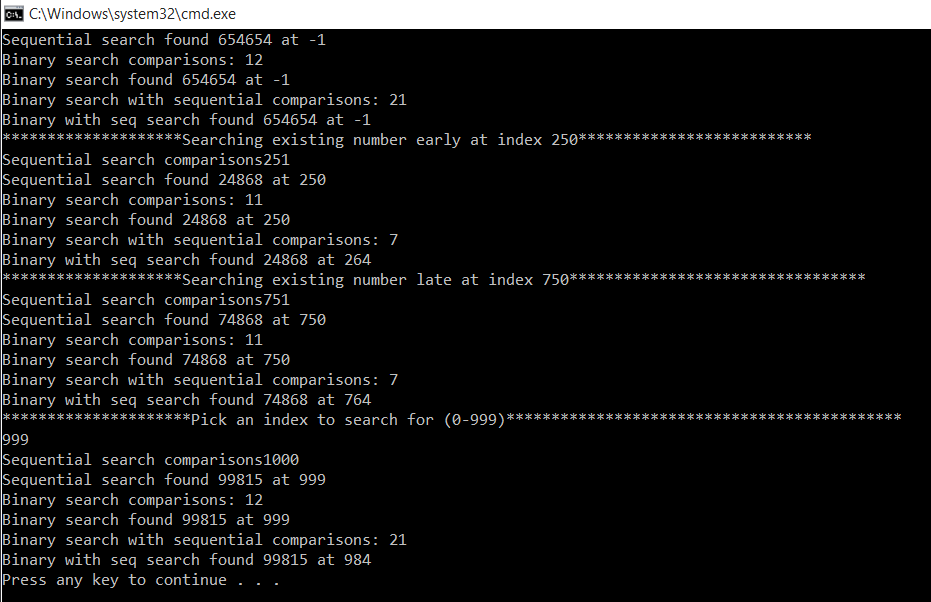 C:\Windows\system32\cmd.exe
Sequential search found 654654 at -1
Binary search comparisons: 12
Binary search found 654654 at -1
Binary search with sequential comparisons: 21
Binary with seq search found 654654 at -1
********************Searching existing number early at index 250**************************
Sequential search comparisons251
Sequential search found 24868 at 250
Binary search comparisons: 11
Binary search found 24868 at 250
Binary search with sequential comparisons: 7
Binary with seq search found 24868 at 264
********************Searching existing number late at index 750*********************************
Sequential search comparisons751
Sequential search found 74868 at 750
Binary search comparisons: 11
Binary search found 74868 at 750
Binary search with sequential comparisons: 7
Binary with seq search found 74868 at 764
*********************Pick an index to search for (0-999)********************************************
999
Sequential search comparisons1000
Sequential search found 99815 at 999
Binary search comparisons: 12
Binary search found 99815 at 999
Binary search with sequential comparisons: 21
Binary with seq search found 99815 at 984
Press any key to continue . . .